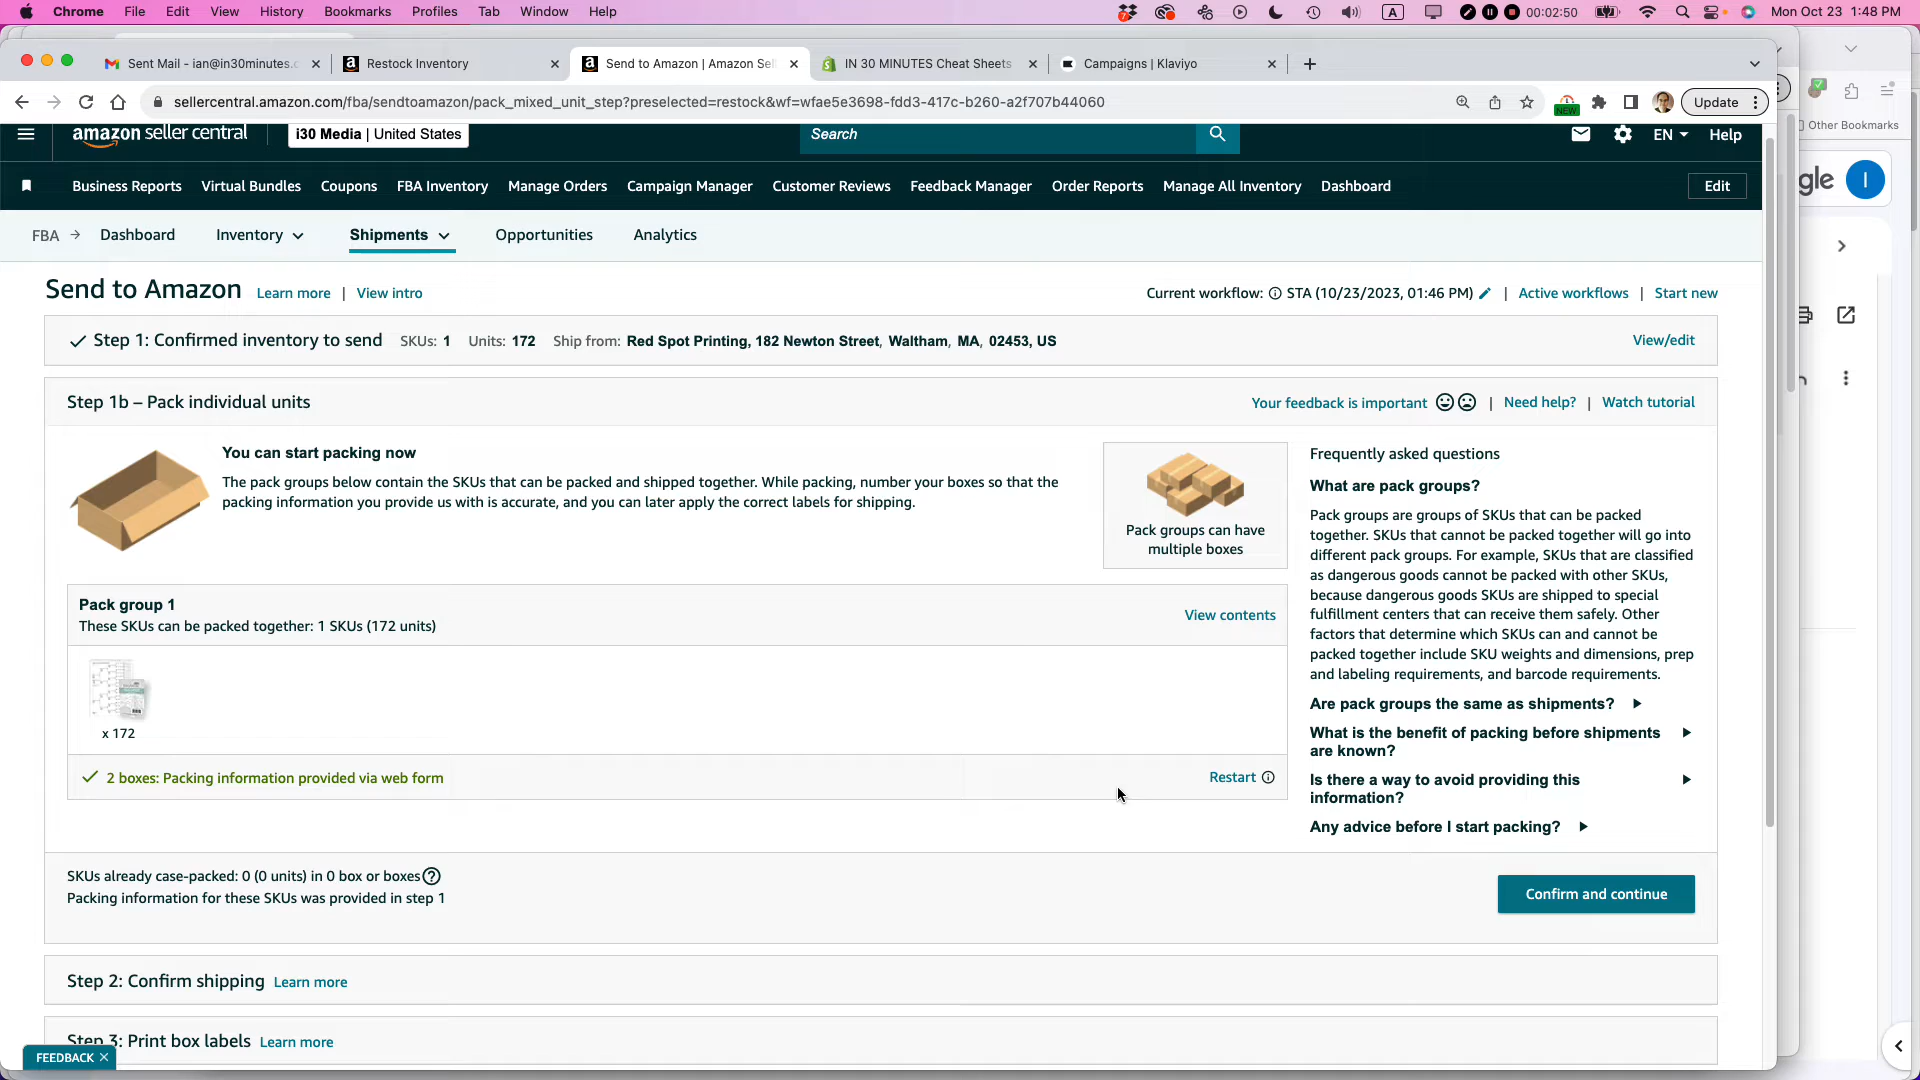 Chrome File Edit View History Bookmarks Profiles Tab Window Help 7 A 00:02:50 Mon Oct 23 1:48 PM
Sent Mail - ian@in30minutes.c Restock Inventory Send to Amazon | Amazon Sel IN 30 MINUTES Cheat Sheets Campaigns | Klaviyo
sellercentral.amazon.com/fba/sendtoamazon/pack_mixed_unit_step?preselected=restock&wf=wfae5e3698-fdd3-417c-b260-a2f707b44060 NEW Update
Other Bookmarks
amazon seller central i30 Media | United States Search EN Help
gle I
Business Reports Virtual Bundles Coupons FBA Inventory Manage Orders Campaign Manager Customer Reviews Feedback Manager Order Reports Manage All Inventory Dashboard Edit
FBA Dashboard Inventory Shipments Opportunities Analytics
Send to Amazon Learn more | View intro Current workflow: STA (10/23/2023, 01:46 PM) | Active workflows | Start new
Step 1: Confirmed inventory to send SKUs: 1 Units: 172 Ship from: Red Spot Printing, 182 Newton Street, Waltham, MA, 02453, US View/edit
Step 1b – Pack individual units Your feedback is important | Need help? | Watch tutorial
You can start packing now
The pack groups below contain the SKUs that can be packed and shipped together. While packing, number your boxes so that the
packing information you provide us with is accurate, and you can later apply the correct labels for shipping.
Pack groups can have
multiple boxes
Pack group 1
These SKUs can be packed together: 1 SKUs (172 units)
View contents
x 172
2 boxes: Packing information provided via web form Restart
Frequently asked questions
What are pack groups?
Pack groups are groups of SKUs that can be packed
together. SKUs that cannot be packed together will go into
different pack groups. For example, SKUs that are classified
as dangerous goods cannot be packed with other SKUs,
because dangerous goods SKUs are shipped to special
fulfillment centers that can receive them safely. Other
factors that determine which SKUs can and cannot be
packed together include SKU weights and dimensions, prep
and labeling requirements, and barcode requirements.
Are pack groups the same as shipments?
What is the benefit of packing before shipments
are known?
Is there a way to avoid providing this
information?
Any advice before I start packing?
SKUs already case-packed: 0 (0 units) in 0 box or boxes
Packing information for these SKUs was provided in step 1
Confirm and continue
Step 2: Confirm shipping Learn more
Step 3: Print box labels Learn more
FEEDBACK